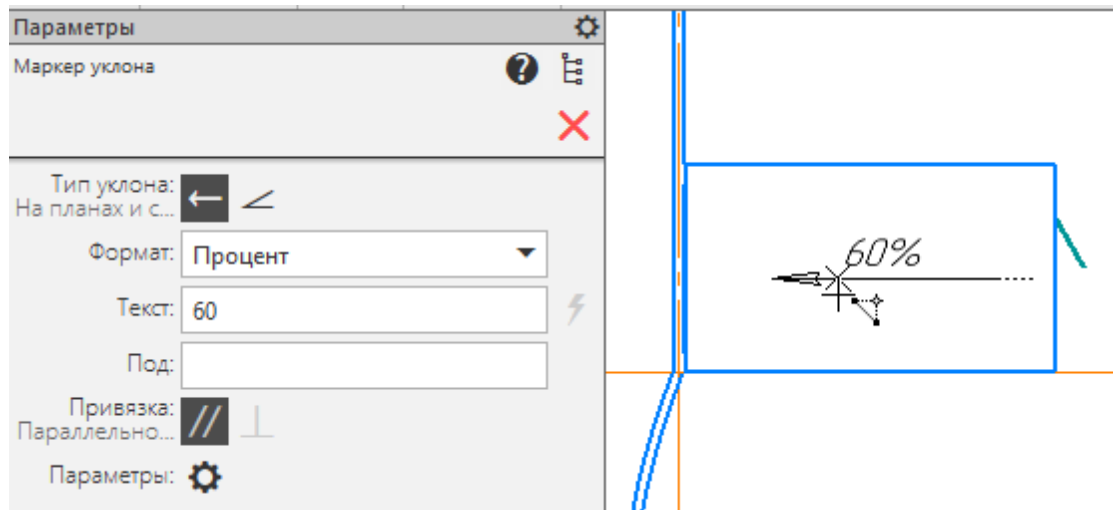 Параметры
Маркер уклона
?
Тип уклона:
На планах и с...
Формат: Процент
Текст: 60
Под:
Привязка:
Параллельно...
Параметры:
60%